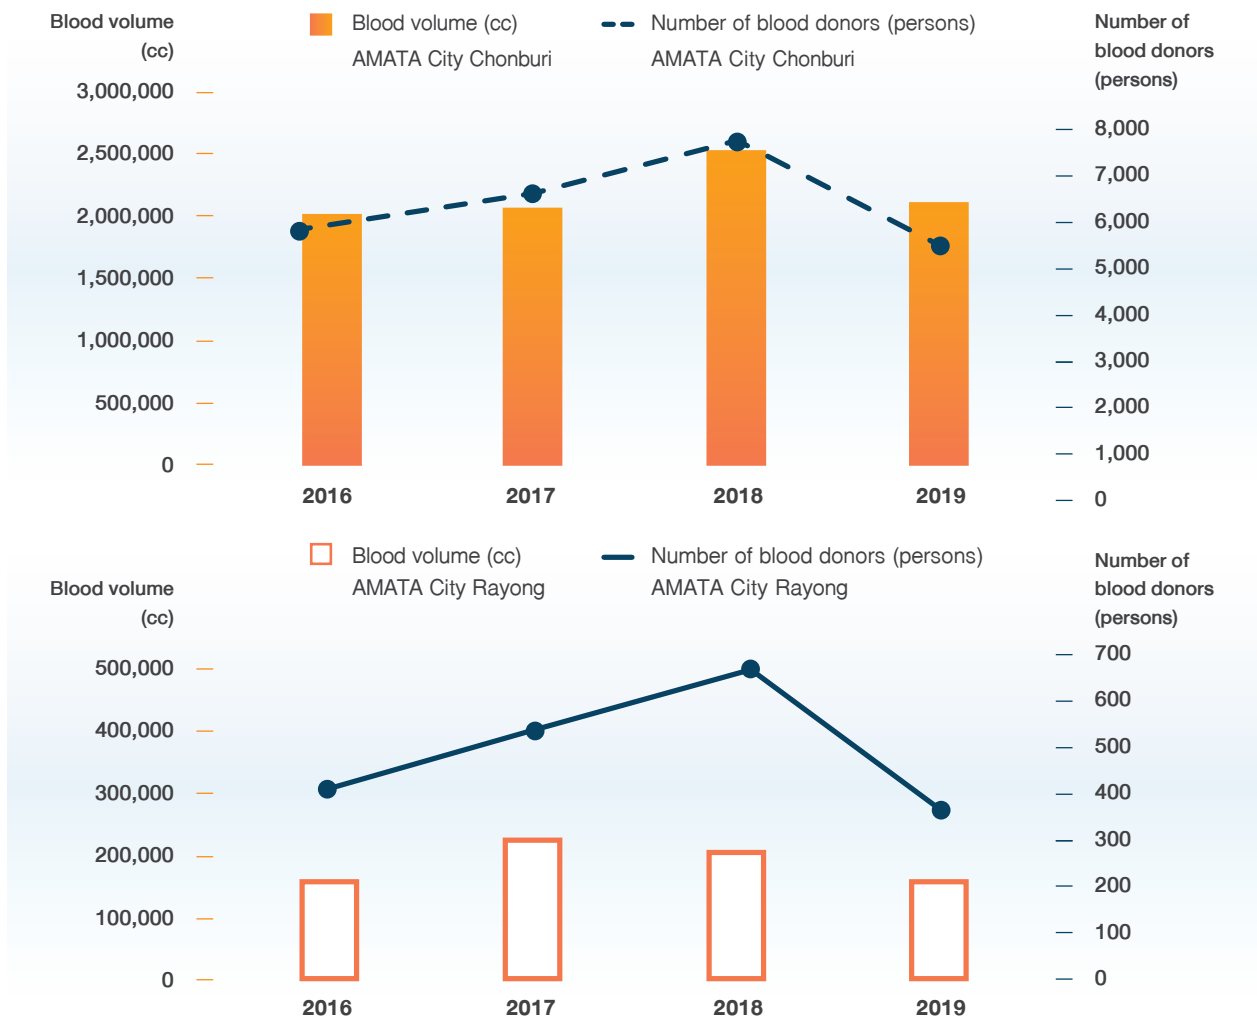 Blood volume
(cc)
Blood volume (cc)
AMATA City Chonburi
Number of blood donors (persons)
AMATA City Chonburi
Number of
blood donors
(persons)
3,000,000
2,500,000
2,000,000
1,500,000
1,000,000
500,000
0
8,000
7,000
6,000
5,000
4,000
3,000
2,000
1,000
0
2016
2017
2018
2019
Blood volume
(cc)
Blood volume (cc)
AMATA City Rayong
Number of blood donors (persons)
AMATA City Rayong
Number of
blood donors
(persons)
500,000
400,000
300,000
200,000
100,000
0
700
600
500
400
300
200
100
0
2016
2017
2018
2019